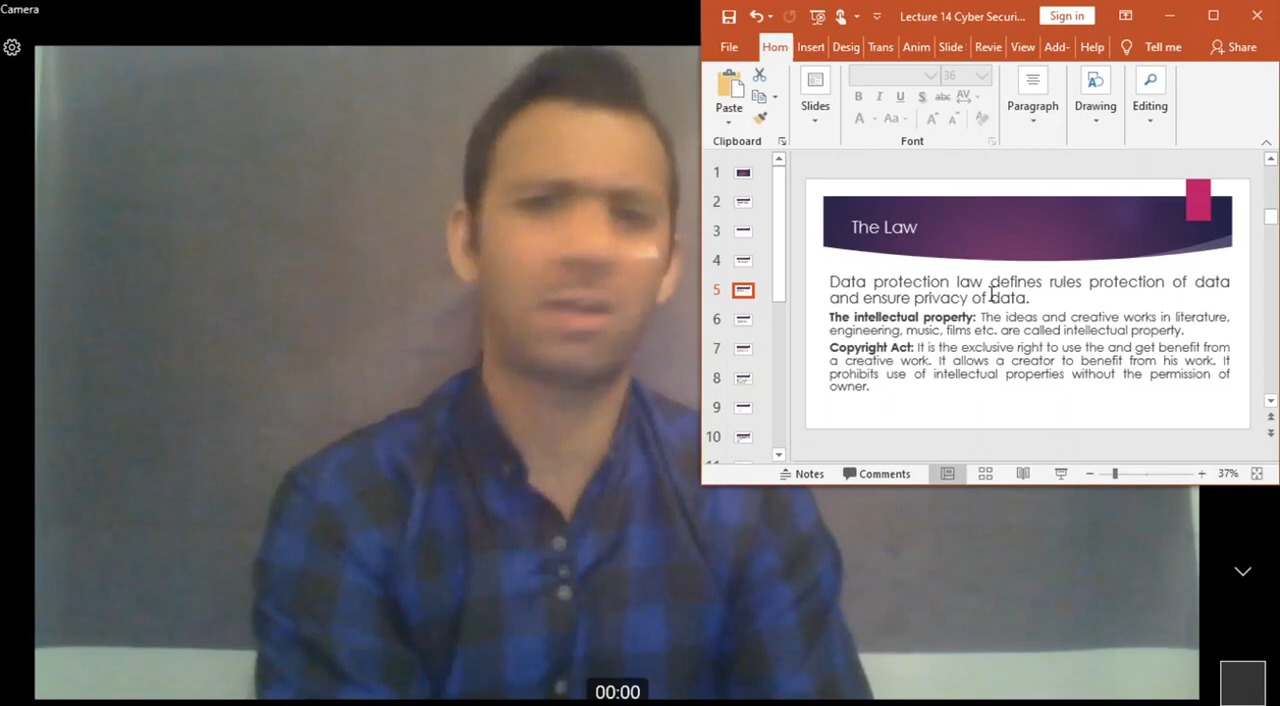 Camera
Lecture 14 Cyber Securi...
Sign in
File
Hom
Insert
Desig
Trans
Anim
Slide
Revie
View
Add-
Help
Tell me
Share
36
Paste
Slides
B I U S abc AV
A Aa A A
Paragraph
Drawing
Editing
Clipboard
Font
1
2
3
4
5
6
7
8
9
10
The Law
Data protection law defines rules protection of data
and ensure privacy of data.
The intellectual property: The ideas and creative works in literature,
engineering, music, films etc. are called intellectual property.
Copyright Act: It is the exclusive right to use the and get benefit from
a creative work. It allows a creator to benefit from his work. It
prohibits use of intellectual properties without the permission of
owner.
Notes
Comments
37%
00:00